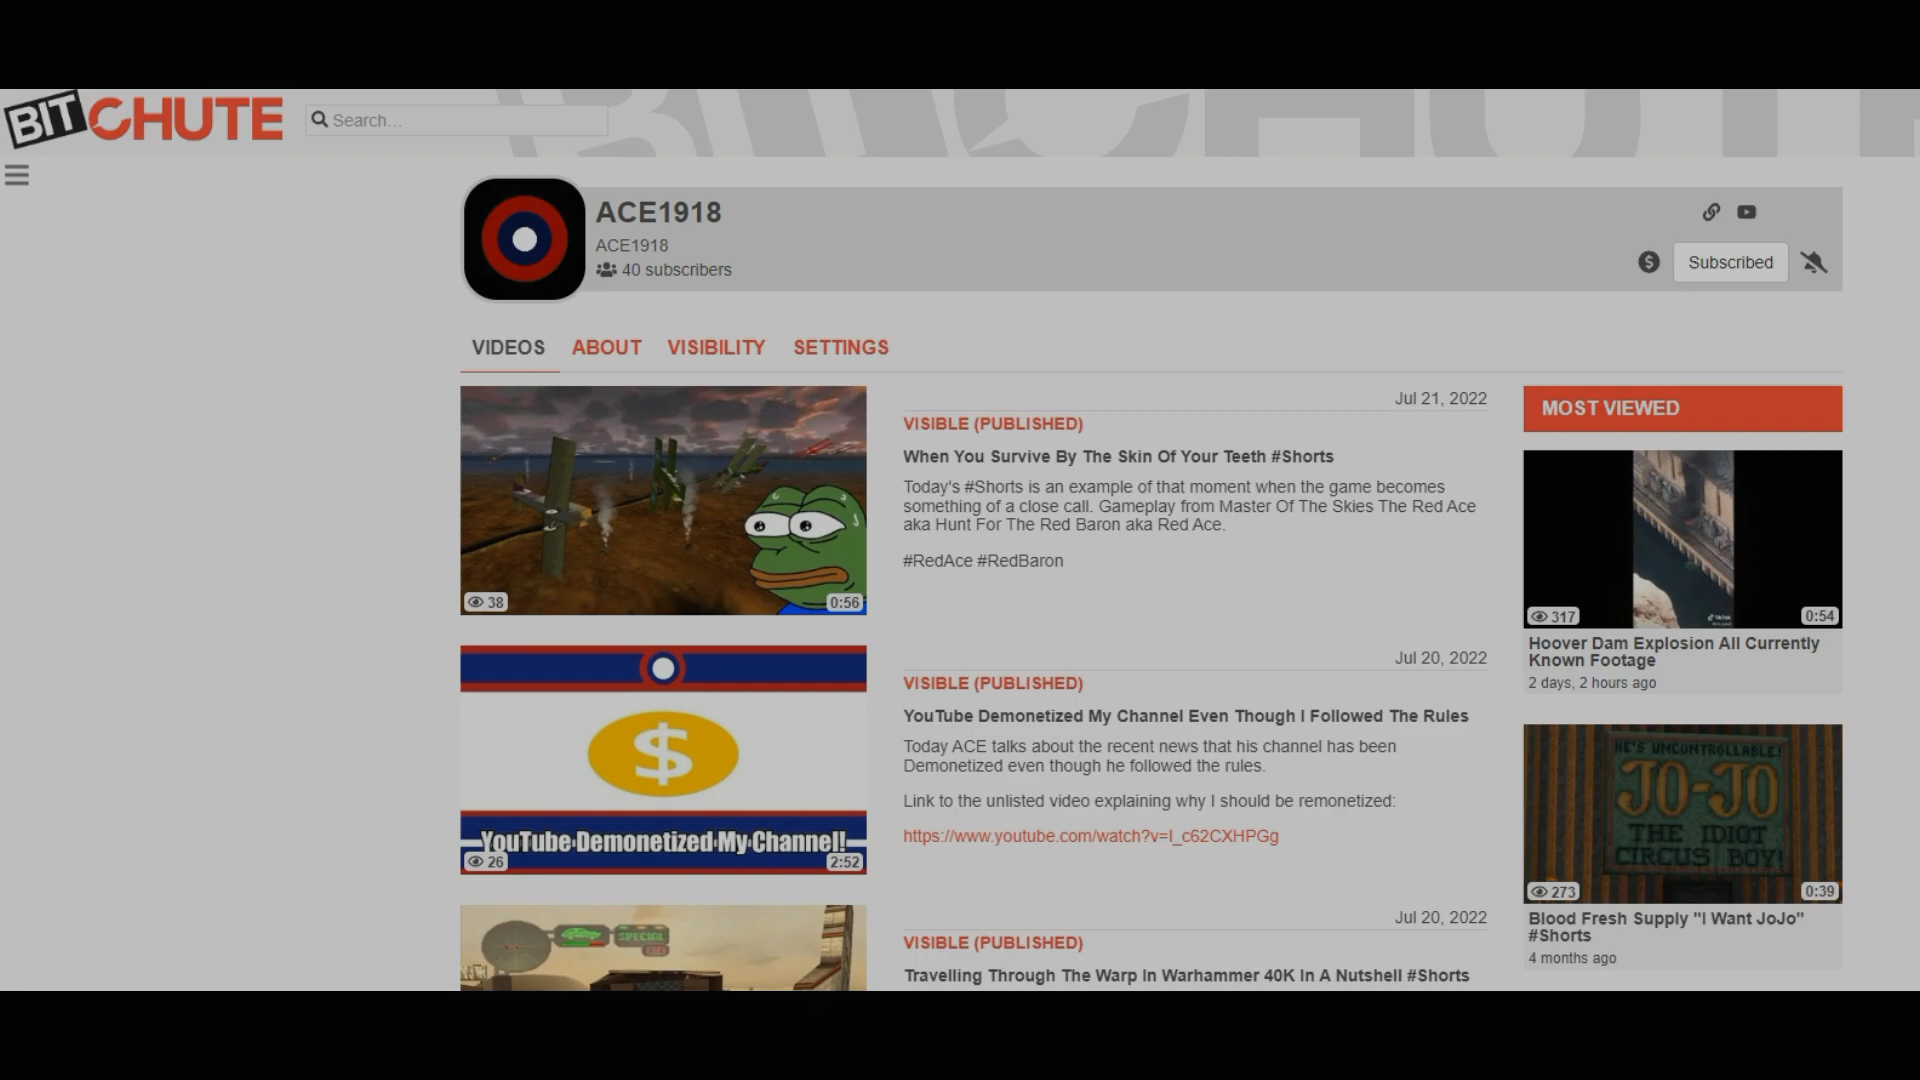 BITCHUTE
Search...
BITCHUTE
ACE1918
ACE1918
40 subscribers
Subscribed
VIDEOS ABOUT VISIBILITY SETTINGS
38
0:56
Jul 21, 2022
VISIBLE (PUBLISHED)
When You Survive By The Skin Of Your Teeth #Shorts
Today's #Shorts is an example of that moment when the game becomes
something of a close call. Gameplay from Master Of The Skies The Red Ace
aka Hunt For The Red Baron aka Red Ace.
#RedAce #RedBaron
$
YouTube Demonetized My Channel!
26
2:52
Jul 20, 2022
VISIBLE (PUBLISHED)
YouTube Demonetized My Channel Even Though I Followed The Rules
Today ACE talks about the recent news that his channel has been
Demonetized even though he followed the rules.
Link to the unlisted video explaining why I should be remonetized:
https://www.youtube.com/watch?v=I_c62CXHPGg
SPECIAL
Jul 20, 2022
VISIBLE (PUBLISHED)
Travelling Through The Warp In Warhammer 40K In A Nutshell #Shorts
MOST VIEWED
TikTok
317
0:54
Hoover Dam Explosion All Currently
Known Footage
2 days, 2 hours ago
HE'S UNCONTROLLABLE!
JO-JO
THE IDIOT
CIRCUS BOY!
273
0:39
Blood Fresh Supply "I Want JoJo"
#Shorts
4 months ago